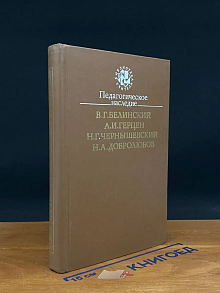 Педагогическое
наследие
В.Г.БЕЛИНСКИЙ
А.И.ГЕРЦЕН
Н.Г.ЧЕРНЫШЕВСКИЙ
Н.А.ДОБРОЛЮБОВ
КНИГОЕД